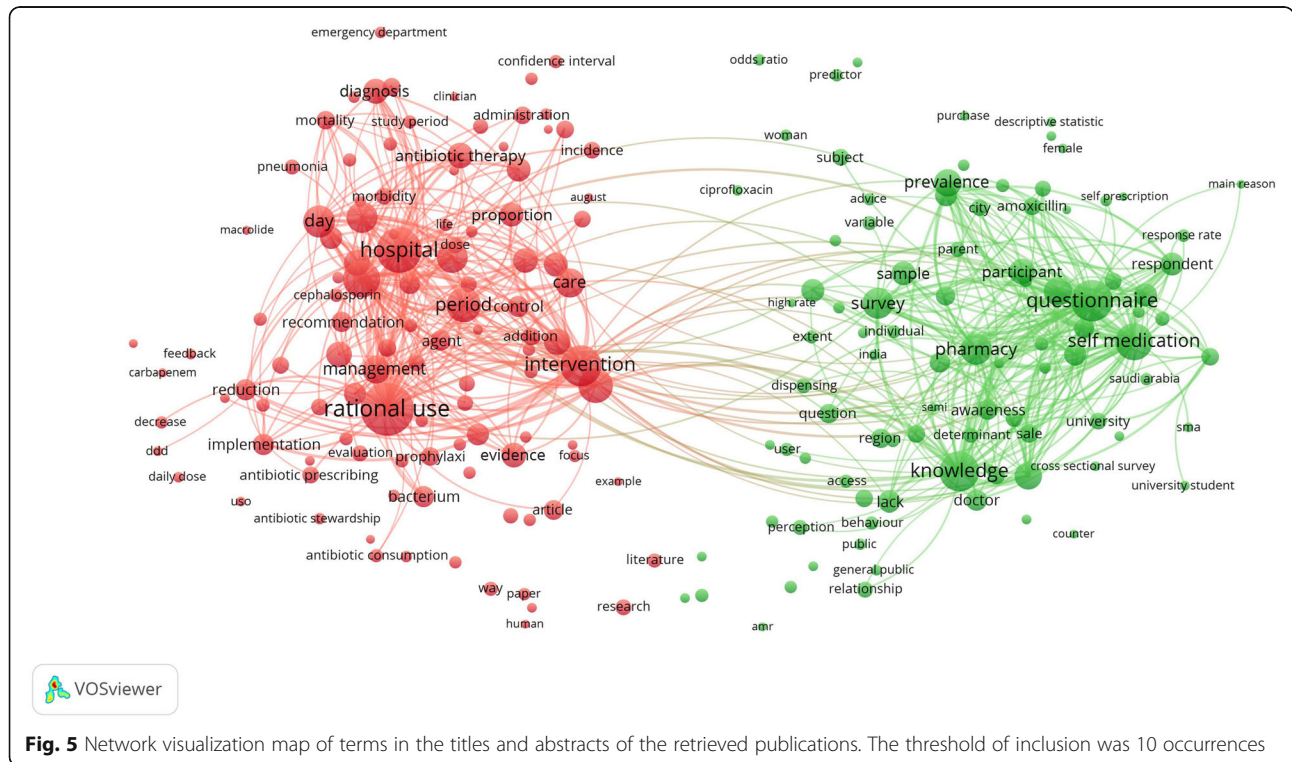 emergency department
confidence interval
odds ratio
predictor
diagnosis
clinician
mortality
study period
administration
purchase
descriptive statistic
woman
female
pneumonia
antibiotic therapy
incidence
subject
prevalence
main reason
ciprofloxacin
morbidity
august
advice
city
amoxicillin
self prescription
day
life
proportion
variable
macrolide
hospital
dose
parent
response rate
respondent
cephalosporin
care
sample
participant
period
control
high rate
survey
questionnaire
recommendation
agent
addition
extent
individual
self medication
feedback
carbapenem
management
intervention
india
pharmacy
saudi arabia
reduction
dispensing
rational use
question
semi
awareness
university
decrease
implementation
region
determinant
sale
sma
ddd
evaluation
prophylaxi
evidence
focus
user
daily dose
antibiotic prescribing
example
access
knowledge
cross sectional survey
university student
uso
bacterium
article
lack
doctor
antibiotic stewardship
perception
behaviour
counter
public
antibiotic consumption
literature
general public
way
paper
relationship
research
human
amr
VOSviewer
Fig. 5 Network visualization map of terms in the titles and abstracts of the retrieved publications. The threshold of inclusion was 10 occurrences